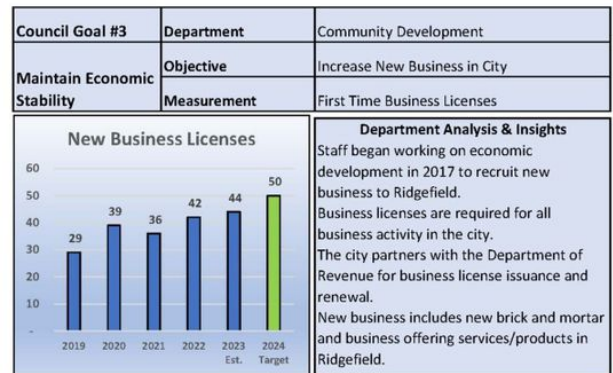 Council Goal #3
Department
Community Development
Maintain Economic
Stability
Objective
Increase New Business in City
Measurement
First Time Business Licenses
New Business Licenses
60
50
40
30
20
10
-
29
39
36
42
44
50
2019
2020
2021
2022
2023
Est.
2024
Target
Department Analysis & Insights
Staff began working on economic
development in 2017 to recruit new
business to Ridgefield.
Business licenses are required for all
business activity in the city.
The city partners with the Department of
Revenue for business license issuance and
renewal.
New business includes new brick and mortar
and business offering services/products in
Ridgefield.